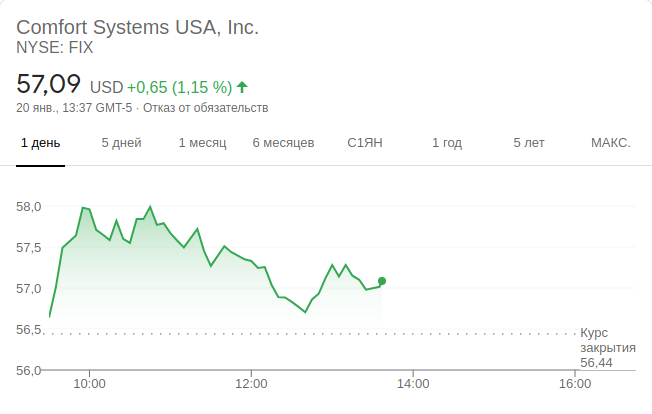 Comfort Systems USA, Inc.
NYSE: FIX
57,09 USD +0,65 (1,15 %)
20 янв., 13:37 GMT-5 · Отказ от обязательств
1 день 5 дней 1 месяц 6 месяцев С1ЯН 1 год 5 лет МАКС.
58,0
57,5
57,0
56,5
56,0
Курс
закрытия
56,44
10:00 12:00 14:00 16:00